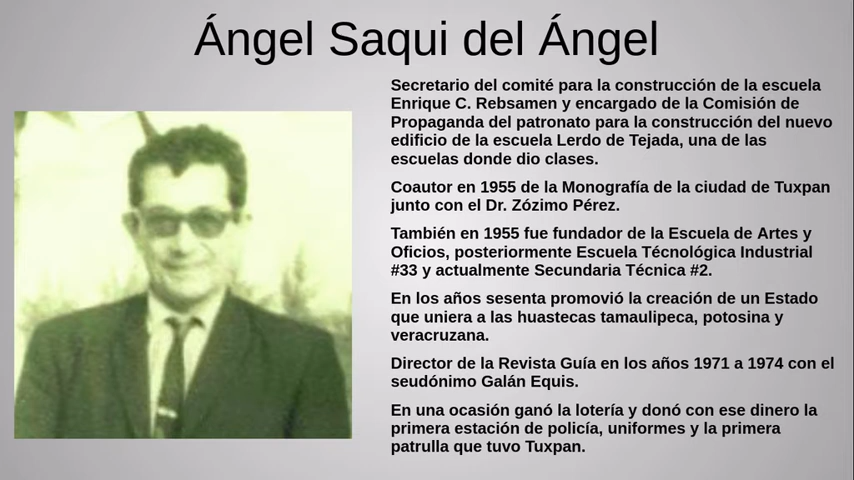 Ángel Saqui del Ángel
Secretario del comité para la construcción de la escuela
Enrique C. Rebsamen y encargado de la Comisión de
Propaganda del patronato para la construcción del nuevo
edificio de la escuela Lerdo de Tejada, una de las
escuelas donde dio clases.
Coautor en 1955 de la Monografía de la ciudad de Tuxpan
junto con el Dr. Zózimo Pérez.
También en 1955 fue fundador de la Escuela de Artes y
Oficios, posteriormente Escuela Técnológica Industrial
#33 y actualmente Secundaria Técnica #2.
En los años sesenta promovió la creación de un Estado
que uniera a las huastecas tamaulipeca, potosina y
veracruzana.
Director de la Revista Guía en los años 1971 a 1974 con el
seudónimo Galán Equis.
En una ocasión ganó la lotería y donó con ese dinero la
primera estación de policía, uniformes y la primera
patrulla que tuvo Tuxpan.